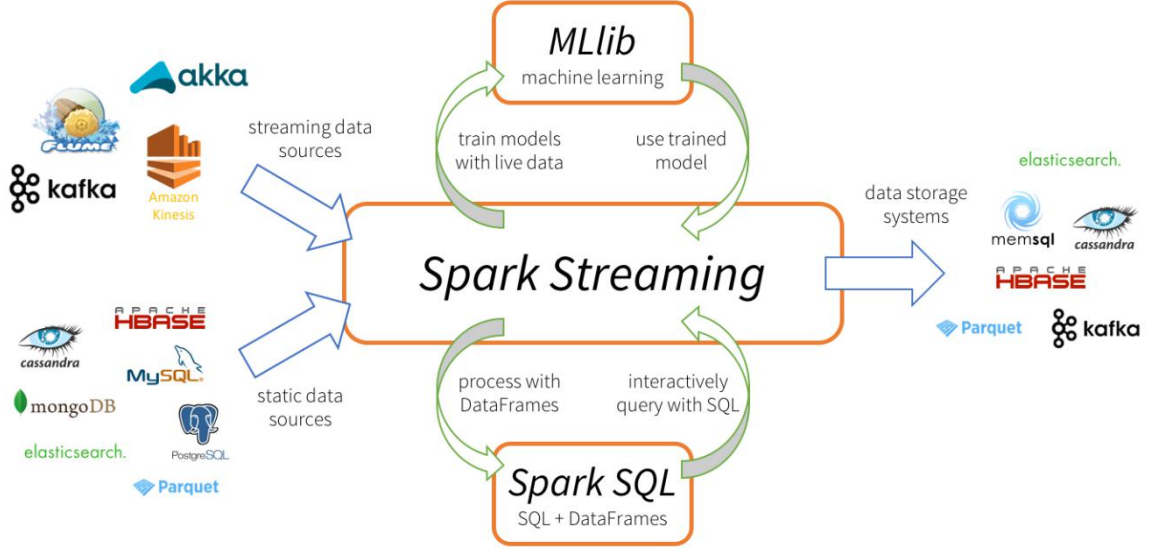 MLlib
machine learning
akka
FLUME
kafka
Amazon
Kinesis
streaming data
sources
train models
with live data
use trained
model
Spark Streaming
APACHE
HBASE
cassandra
MySQL®
mongoDB
PostgreSQL
elasticsearch.
Parquet
static data
sources
process with
DataFrames
interactively
query with SQL
Spark SQL
SQL + DataFrames
data storage
systems
elasticsearch.
memsql
cassandra
APACHE
HBASE
Parquet
kafka